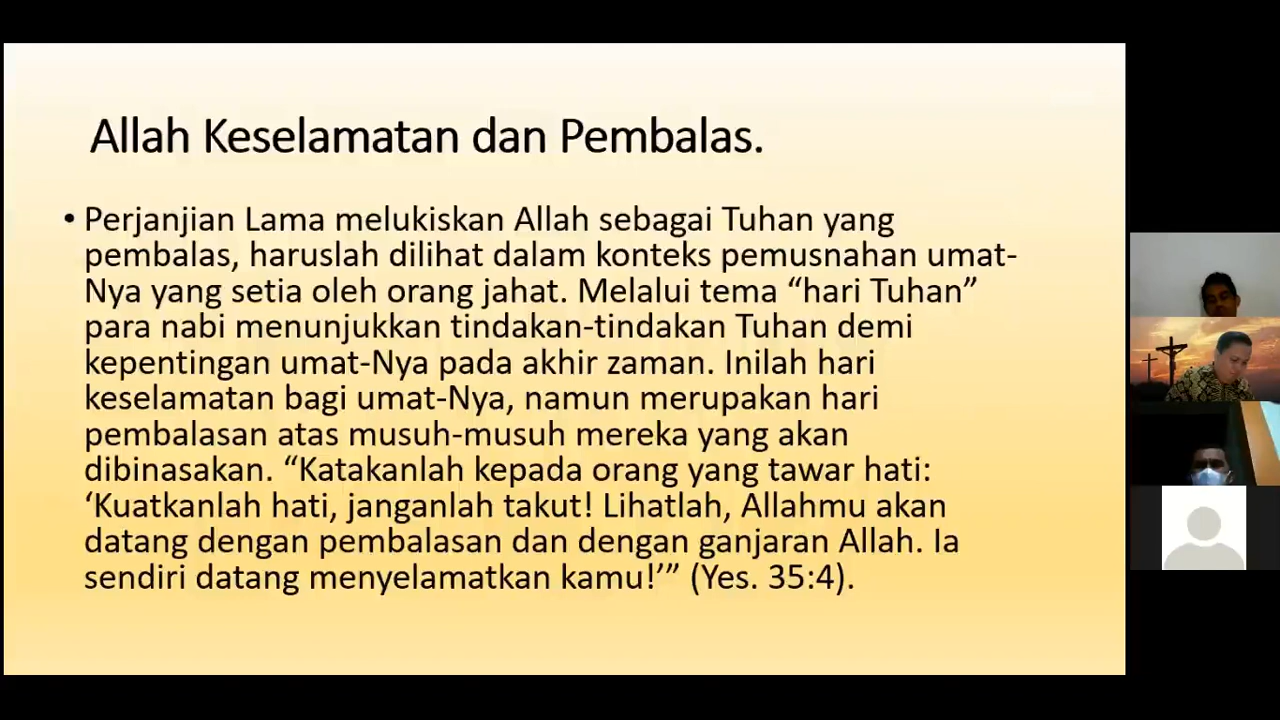 Allah Keselamatan dan Pembalas.
• Perjanjian Lama melukiskan Allah sebagai Tuhan yang
pembalas, haruslah dilihat dalam konteks pemusnahan umat-
Nya yang setia oleh orang jahat. Melalui tema “hari Tuhan”
para nabi menunjukkan tindakan-tindakan Tuhan demi
kepentingan umat-Nya pada akhir zaman. Inilah hari
keselamatan bagi umat-Nya, namun merupakan hari
pembalasan atas musuh-musuh mereka yang akan
dibinasakan. “Katakanlah kepada orang yang tawar hati:
‘Kuatkanlah hati, janganlah takut! Lihatlah, Allahmu akan
datang dengan pembalasan dan dengan ganjaran Allah. Ia
sendiri datang menyelamatkan kamu!’” (Yes. 35:4).